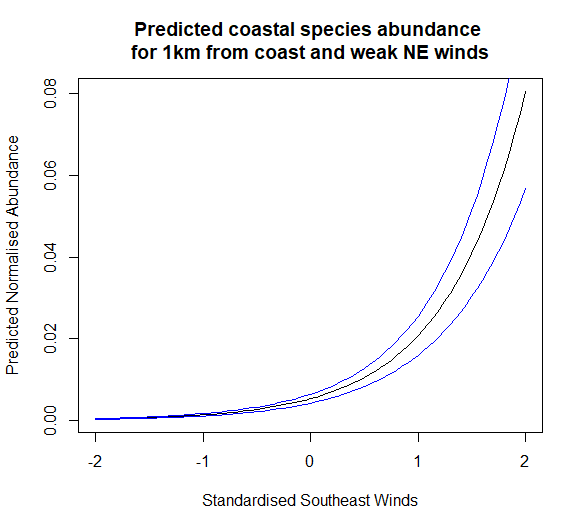 Predicted coastal species abundance
for 1km from coast and weak NE winds
Predicted Normalised Abundance
0.08
0.06
0.04
0.02
0.00
-2 -1 0 1 2
Standardised Southeast Winds